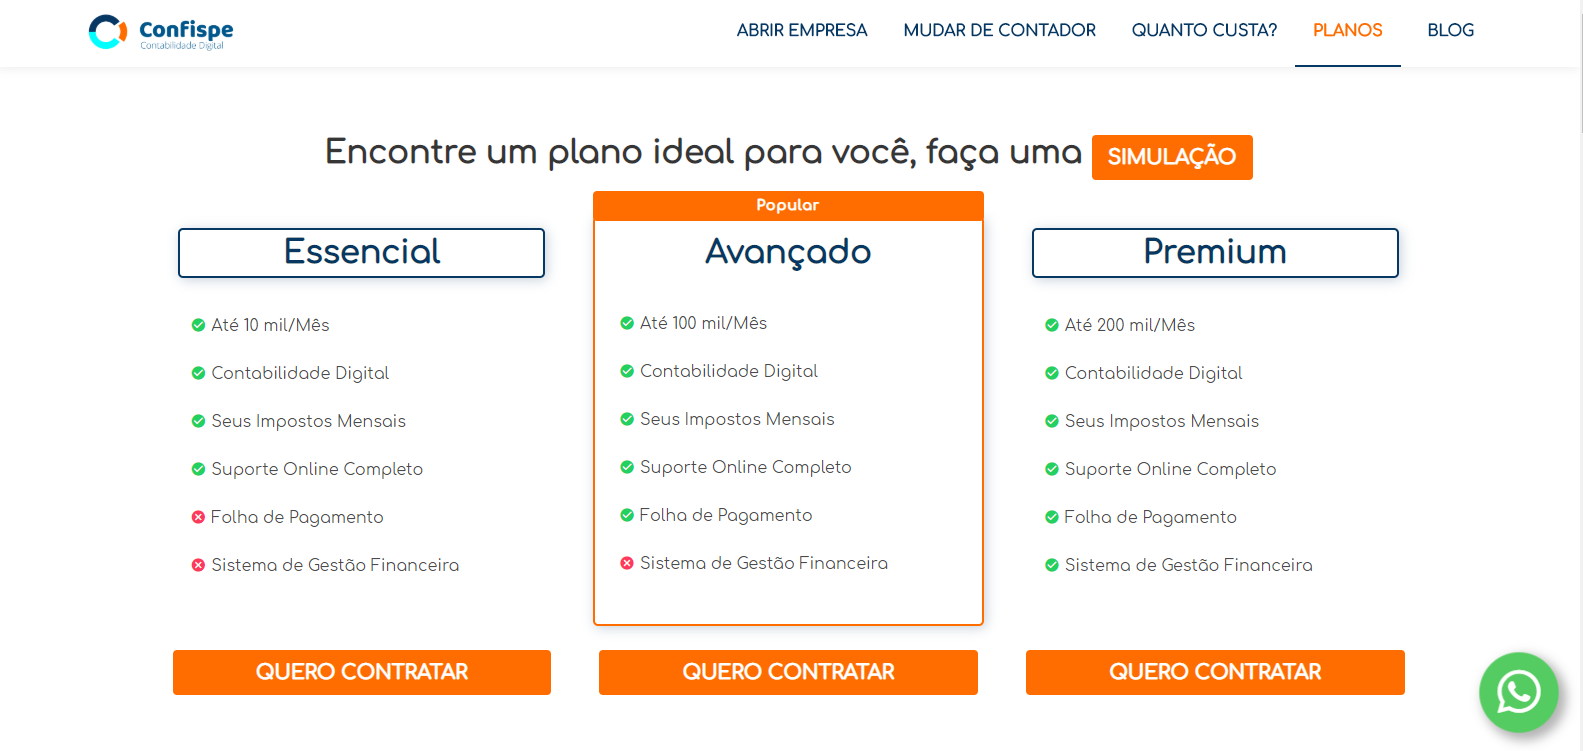 Confispe
Contabilidade Digital
ABRIR EMPRESA
MUDAR DE CONTADOR
QUANTO CUSTA?
PLANOS
BLOG
Encontre um plano ideal para você, faça uma SIMULAÇÃO
Essencial
Até 10 mil/Mês
Contabilidade Digital
Seus Impostos Mensais
Suporte Online Completo
Folha de Pagamento
Sistema de Gestão Financeira
QUERO CONTRATAR
Popular
Avançado
Até 100 mil/Mês
Contabilidade Digital
Seus Impostos Mensais
Suporte Online Completo
Folha de Pagamento
Sistema de Gestão Financeira
QUERO CONTRATAR
Premium
Até 200 mil/Mês
Contabilidade Digital
Seus Impostos Mensais
Suporte Online Completo
Folha de Pagamento
Sistema de Gestão Financeira
QUERO CONTRATAR